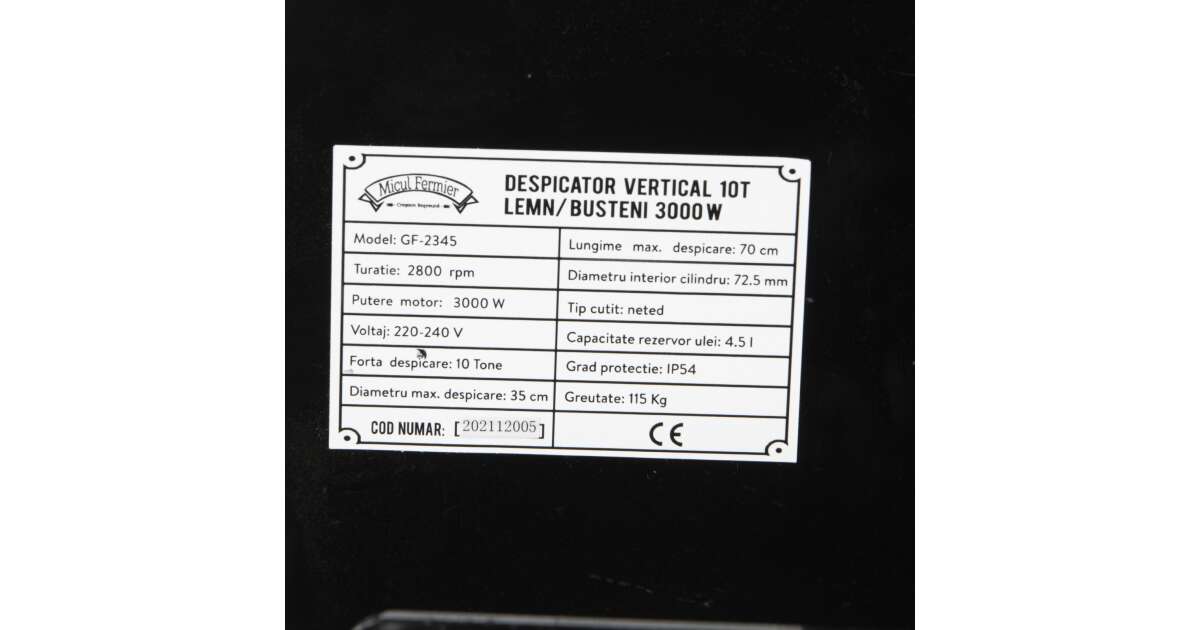 Micul Fermier
DESPICATOR VERTICAL 10T
LEMN/BUSTENI 3000W
Model: GF-2345
Turatie: 2800 rpm
Putere motor: 3000 W
Voltaj: 220-240 V
Forta despicare: 10 Tone
Diametru max. despicare: 35 cm
COD NUMAR: [202112005]
Lungime max. despicare: 70 cm
Diametru interior cilindru: 72.5 mm
Tip cutit: neted
Capacitate rezervor ulei: 4.5 l
Grad protectie: IP54
Greutate: 115 Kg
CE